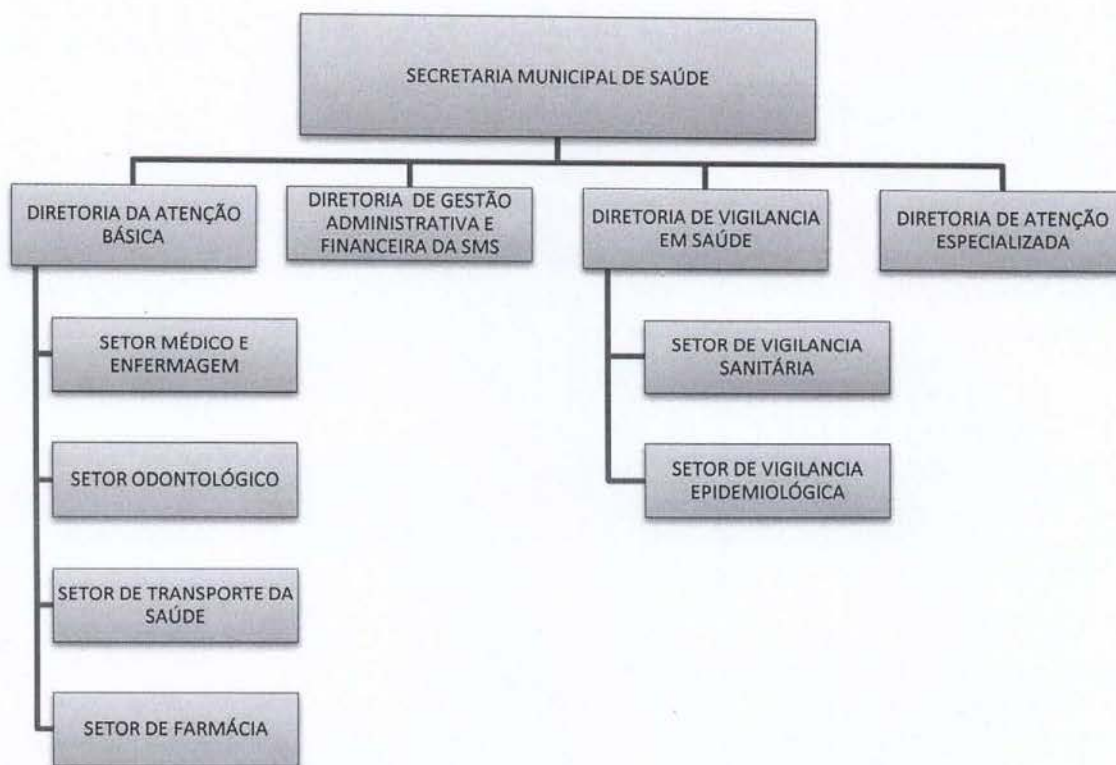 SECRETARIA MUNICIPAL DE SAÚDE
DIRETORIA DA ATENÇÃO
BÁSICA
DIRETORIA DE GESTÃO
ADMINISTRATIVA E
FINANCEIRA DA SMS
DIRETORIA DE VIGILANCIA
EM SAÚDE
DIRETORIA DE ATENÇÃO
ESPECIALIZADA
SETOR MÉDICO E
ENFERMAGEM
SETOR ODONTOLÓGICO
SETOR DE TRANSPORTE DA
SAÚDE
SETOR DE FARMÁCIA
SETOR DE VIGILANCIA
SANITÁRIA
SETOR DE VIGILANCIA
EPIDEMIOLÓGICA